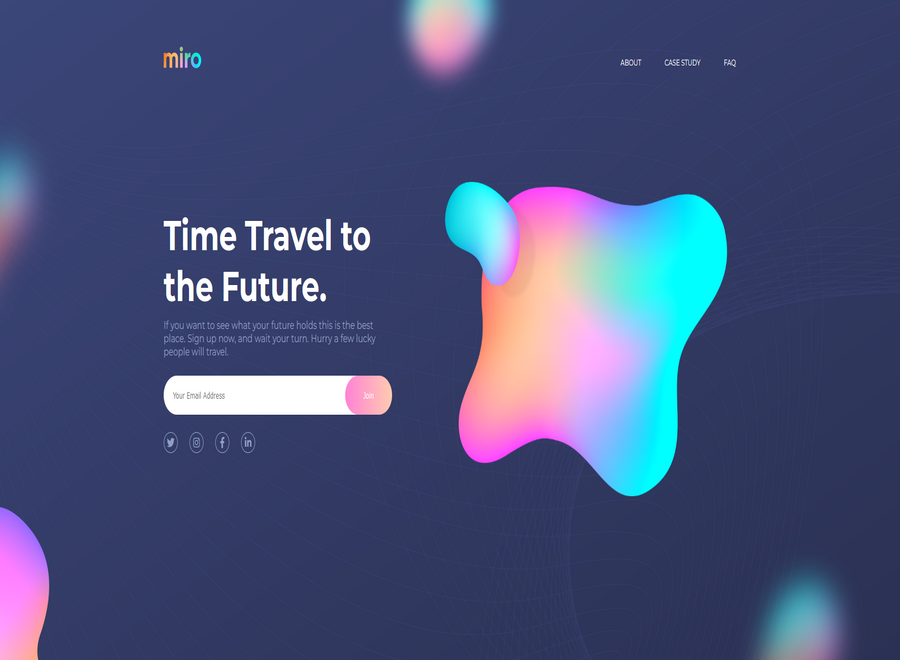 miro
ABOUT CASE STUDY FAQ
Time Travel to
the Future.
If you want to see what your future holds this is the best
place. Sign up now, and wait your turn. Hurry a few lucky
people will travel.
Your Email Address Join